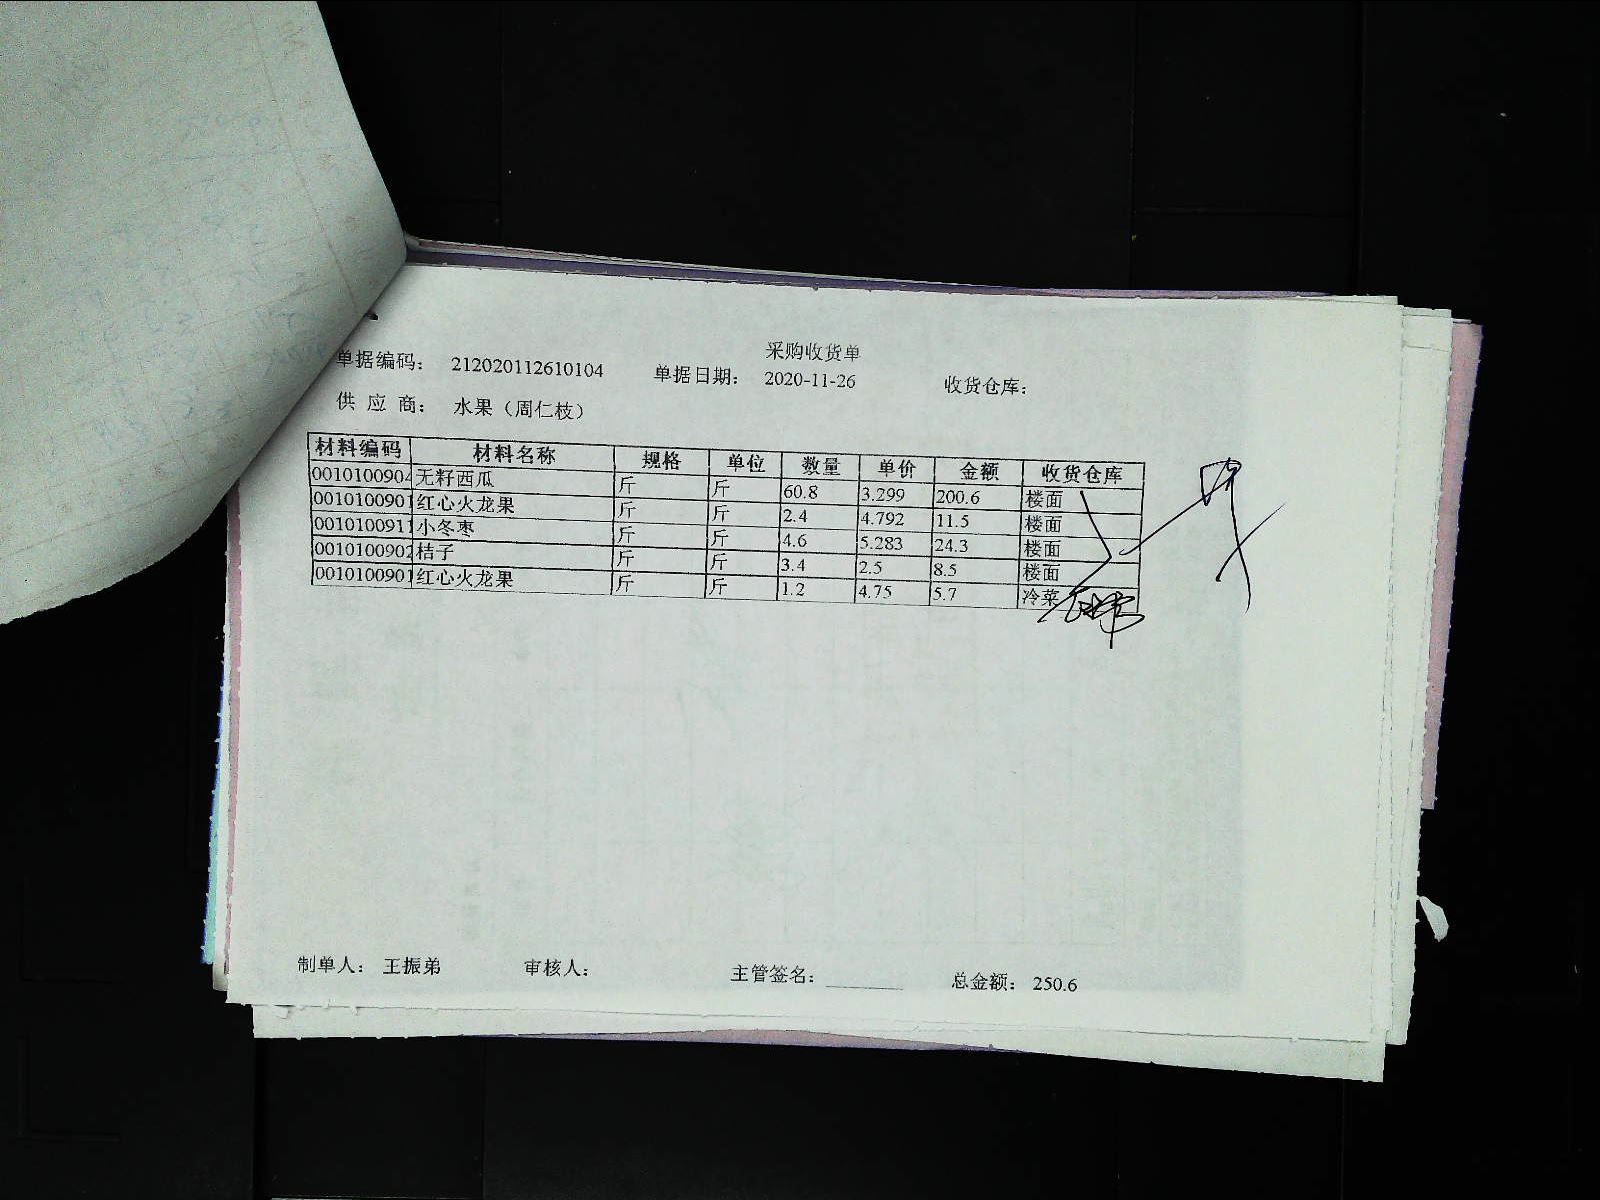 采购收货单
单据编码： 212020112610104 单据日期： 2020-11-26 收货仓库：
供 应 商： 水果（周仁枝）
材料编码 材料名称 规格 单位 数量 单价 金额 收货仓库
0010100904 无籽西瓜 斤 斤 60.8 3.299 200.6 楼面
0010100901 红心火龙果 斤 斤 2.4 4.792 11.5 楼面
0010100911 小冬枣 斤 斤 4.6 5.283 24.3 楼面
0010100902 桔子 斤 斤 3.4 2.5 8.5 楼面
0010100901 红心火龙果 斤 斤 1.2 4.75 5.7 冷菜
制单人： 王振弟 审核人： 主管签名： 总金额： 250.6